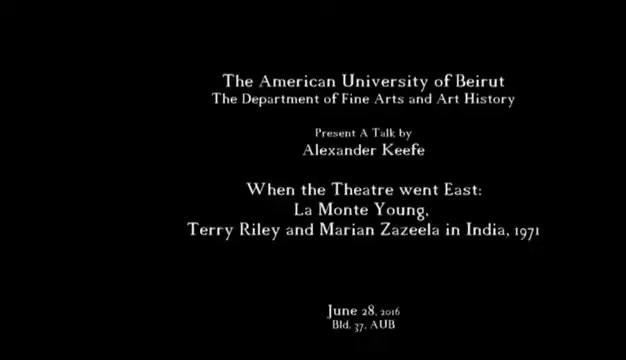 The American University of Beirut
The Department of Fine Arts and Art History
Present A Talk by
Alexander Keefe
When the Theatre went East:
La Monte Young,
Terry Riley and Marian Zazeela in India, 1971
June 28, 2016
Bld. 37, AUB